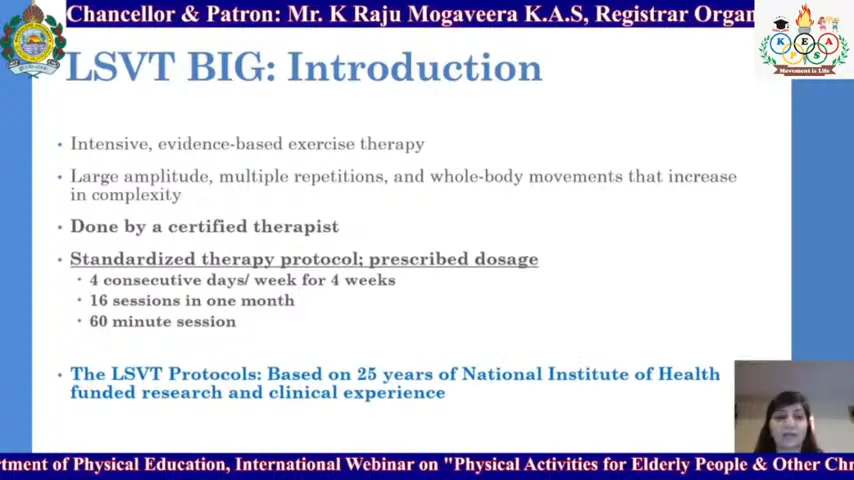 Chancellor & Patron: Mr. K Raju Mogaveera K.A.S, Registrar Organ
K E A
P S
Movement is Life
LSVT BIG: Introduction
• Intensive, evidence-based exercise therapy
• Large amplitude, multiple repetitions, and whole-body movements that increase
in complexity
• Done by a certified therapist
• Standardized therapy protocol; prescribed dosage
• 4 consecutive days/ week for 4 weeks
• 16 sessions in one month
• 60 minute session
• The LSVT Protocols: Based on 25 years of National Institute of Health
funded research and clinical experience
rtment of Physical Education, International Webinar on "Physical Activities for Elderly People & Other Chr